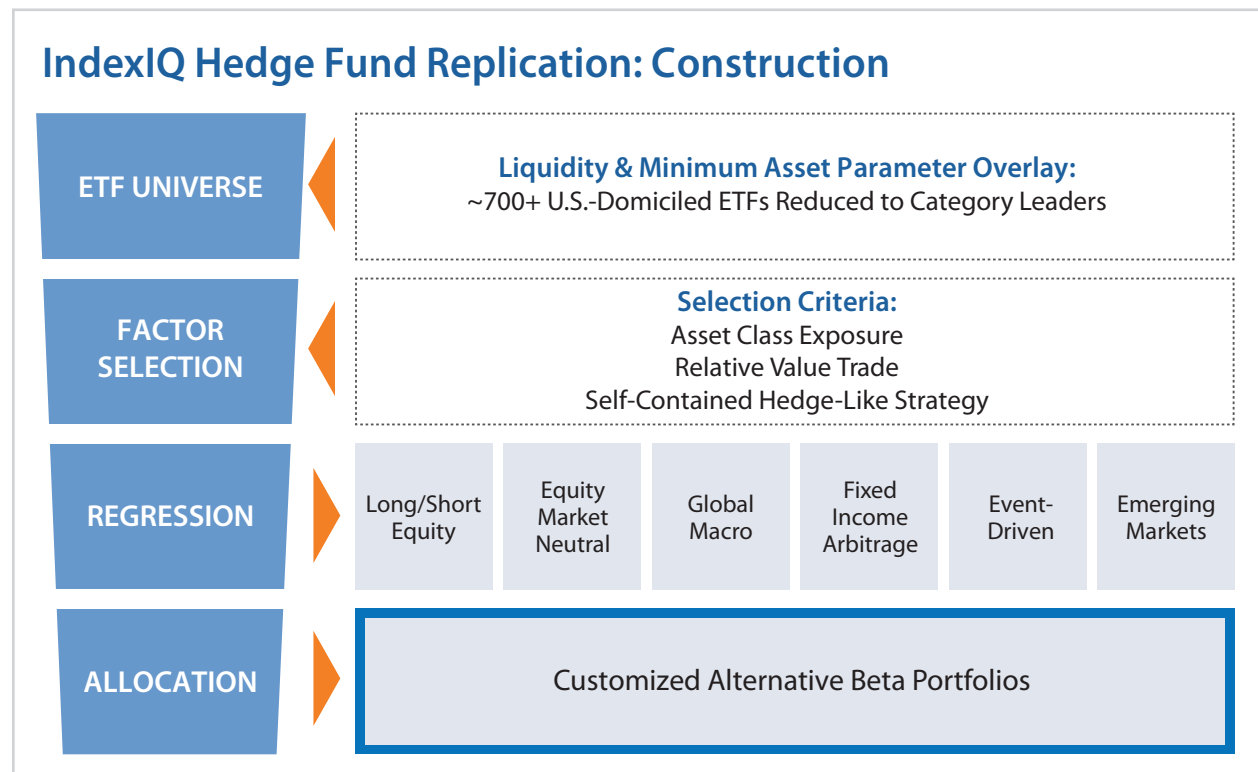 IndexIQ Hedge Fund Replication: Construction
ETF UNIVERSE
Liquidity & Minimum Asset Parameter Overlay:
~700+ U.S.-Domiciled ETFs Reduced to Category Leaders
FACTOR
SELECTION
Selection Criteria:
Asset Class Exposure
Relative Value Trade
Self-Contained Hedge-Like Strategy
REGRESSION
Long/Short
Equity
Equity
Market
Neutral
Global
Macro
Fixed
Income
Arbitrage
Event-
Driven
Emerging
Markets
ALLOCATION
Customized Alternative Beta Portfolios